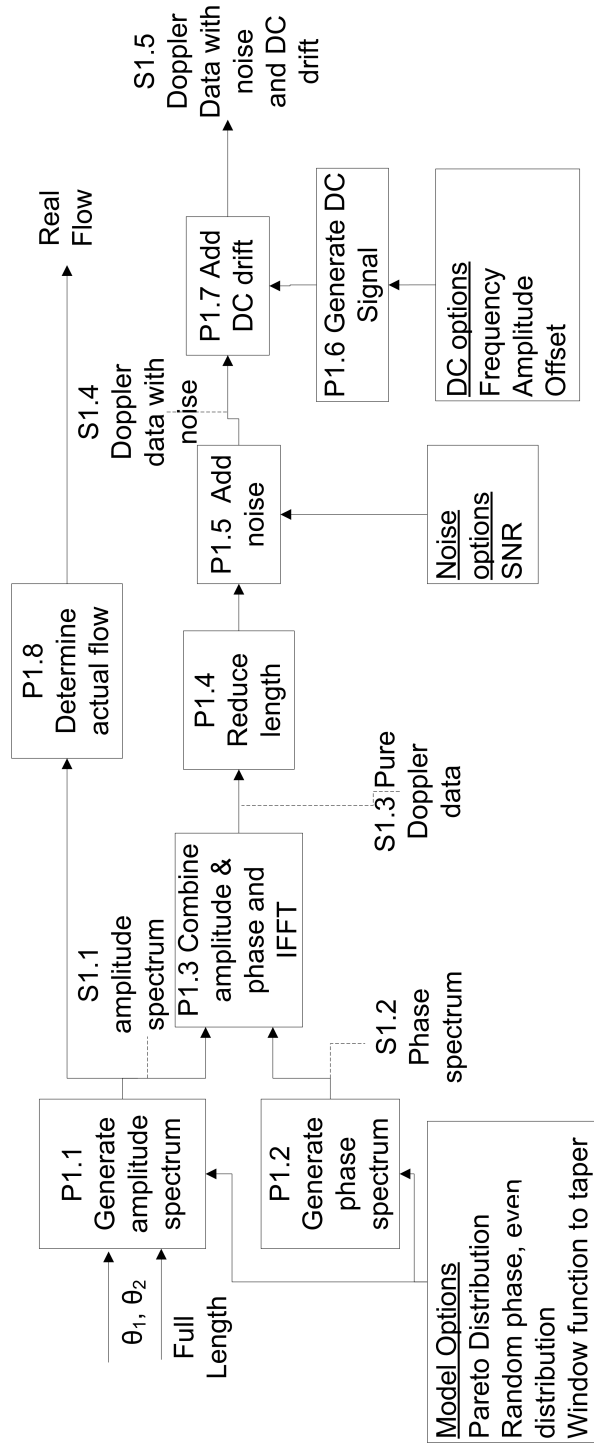 θ1, θ2
Full
Length
P1.1
Generate
amplitude
spectrum
S1.1
amplitude
spectrum
P1.8
Determine
actual flow
Real
Flow
P1.2
Generate
phase
spectrum
S1.2
Phase
spectrum
P1.3 Combine
amplitude &
phase and
IFFT
S1.3 Pure
Doppler
data
P1.4
Reduce
length
P1.5 Add
noise
S1.4
Doppler
data with
noise
P1.7 Add
DC drift
S1.5
Doppler
Data with
noise
and DC
drift
P1.6 Generate DC
Signal
Model Options
Pareto Distribution
Random phase, even
distribution
Window function to taper
Noise
options
SNR
DC options
Frequency
Amplitude
Offset